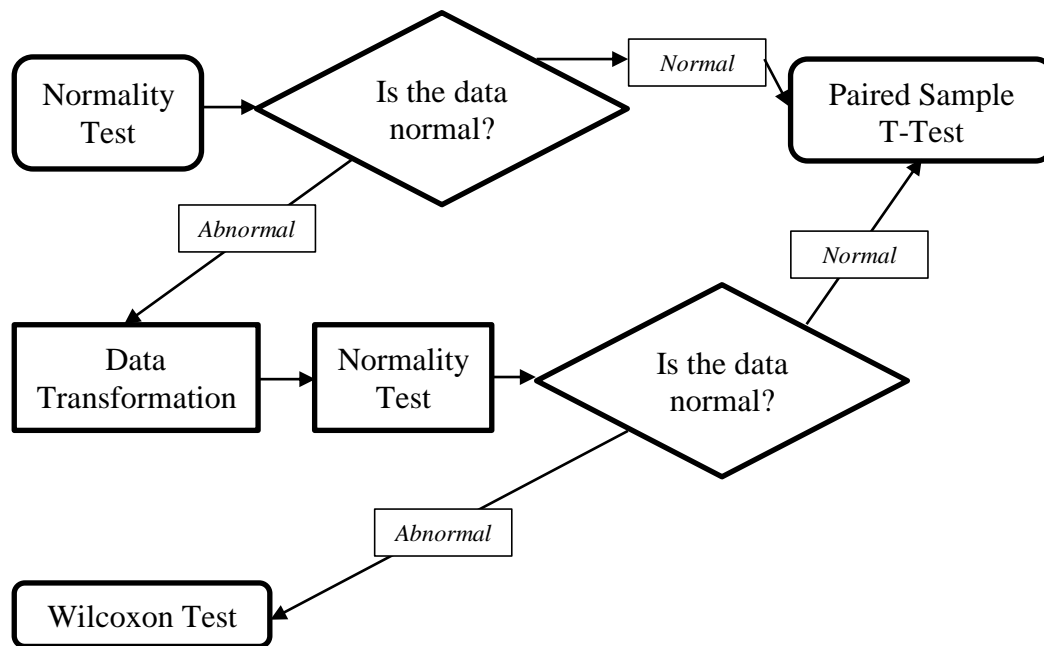 Normality
Test
Is the data
normal?
Normal
Paired Sample
T-Test
Abnormal
Normal
Data
Transformation
Normality
Test
Is the data
normal?
Abnormal
Wilcoxon Test